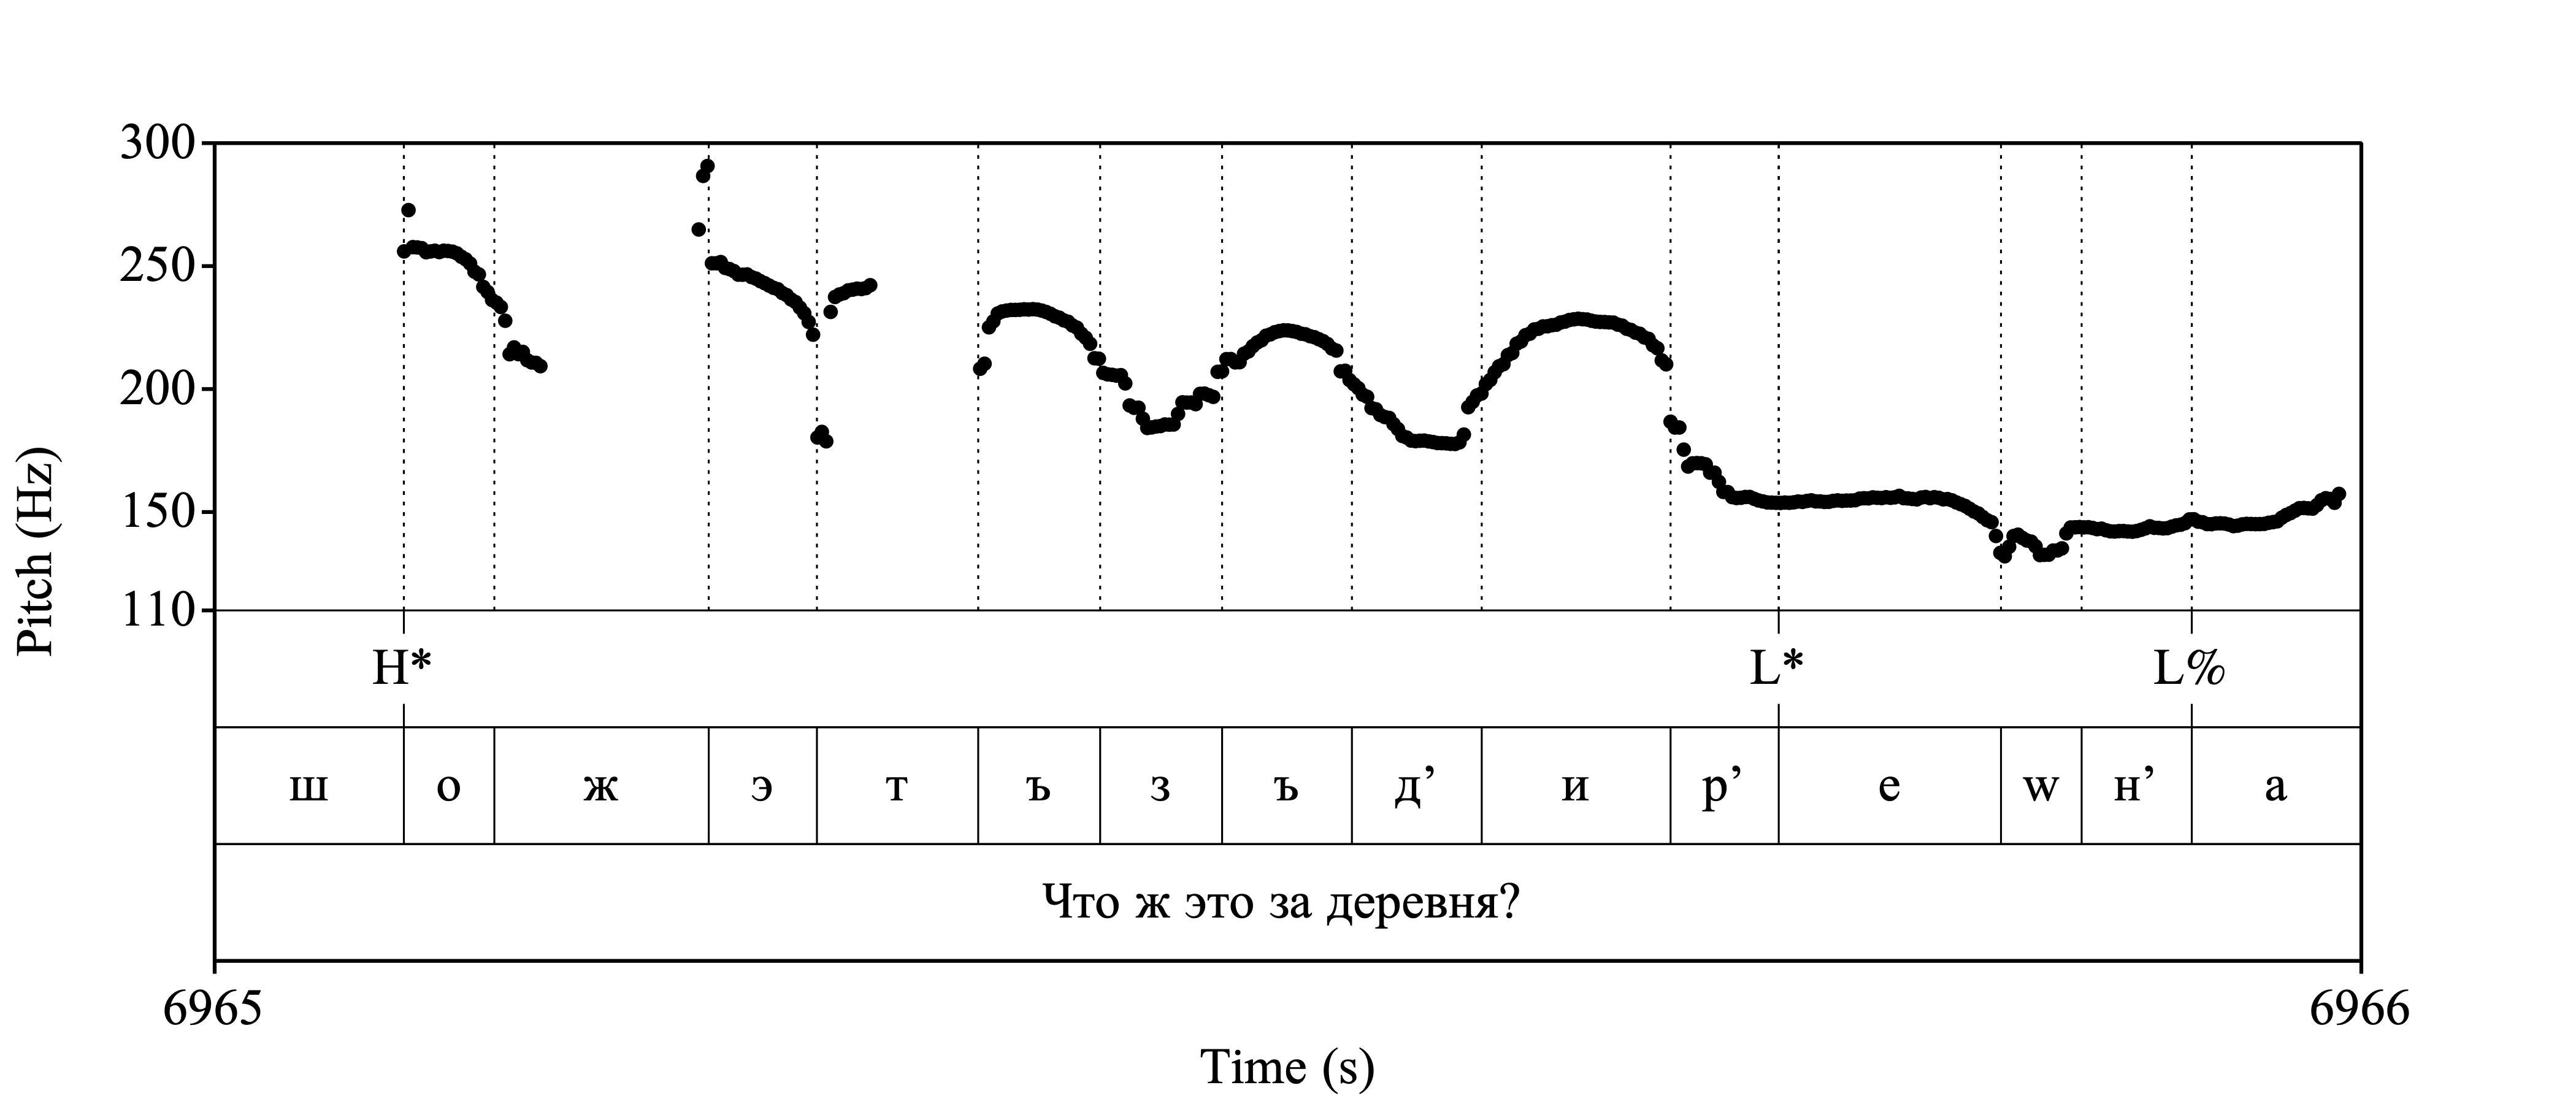 300
250
200
150
110
Pitch (Hz)
H* L* L%
ш о ж э т ъ з ъ д’ и р’ е w н’ а
Что ж это за деревня?
6965 6966
Time (s)